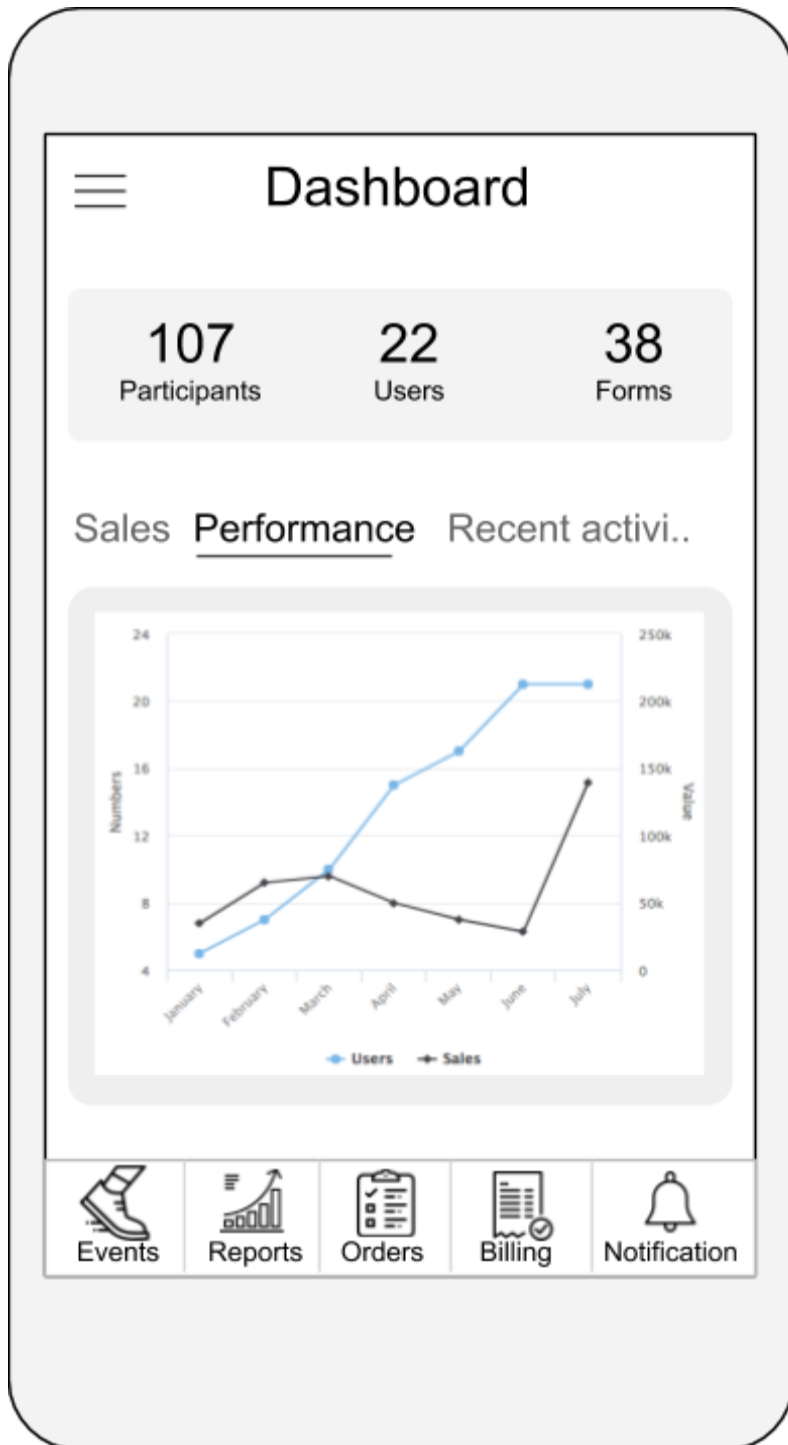 Dashboard
107 22 38
Participants Users Forms
Sales Performance Recent activi..
24 250k
20 200k
16 150k
Numbers Value
12 100k
8 50k
4 0
January February March April May June July
Users Sales
Events Reports Orders Billing Notification